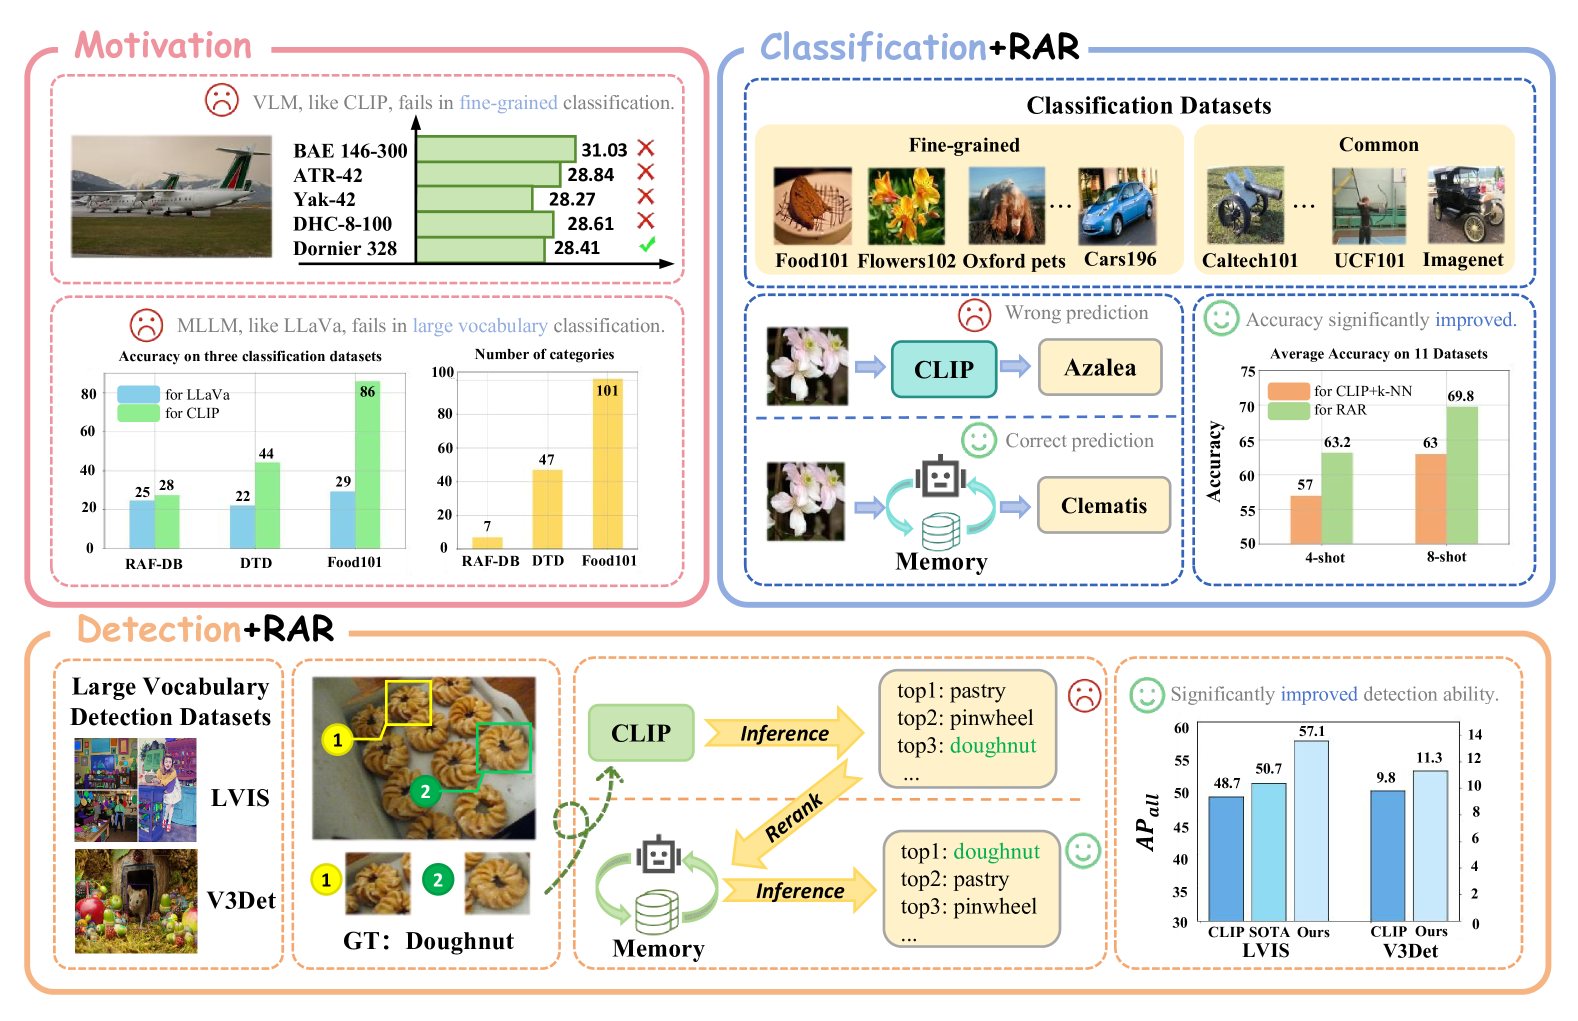 Motivation
VLM, like CLIP, fails in fine-grained classification.
BAE 146-300 31.03
ATR-42 28.84
Yak-42 28.27
DHC-8-100 28.61
Dornier 328 28.41
MLLM, like LLaVa, fails in large vocabulary classification.
Accuracy on three classification datasets
for LLaVa
for CLIP
80
60
40
20
0
25 28
22 44
29 86
RAF-DB DTD Food101
Number of categories
100
80
60
40
20
0
7 47 101
RAF-DB DTD Food101
Classification+RAR
Classification Datasets
Fine-grained
Food101 Flowers102 Oxford pets ... Cars196
Common
Caltech101 ... UCF101 Imagenet
Wrong prediction
CLIP
Azalea
Correct prediction
Memory
Clematis
Accuracy significantly improved.
Average Accuracy on 11 Datasets
for CLIP+k-NN
for RAR
Accuracy
75
70
65
60
55
50
57 63.2
63 69.8
4-shot 8-shot
Detection+RAR
Large Vocabulary
Detection Datasets
LVIS
V3Det
1
2
1 2
GT: Doughnut
CLIP
Inference
top1: pastry
top2: pinwheel
top3: doughnut
...
Rerank
Memory
Inference
top1: doughnut
top2: pastry
top3: pinwheel
...
Significantly improved detection ability.
APall
60
55
50
45
40
35
30
48.7 50.7 57.1
9.8 11.3
14
12
10
8
6
4
2
0
CLIP SOTA Ours CLIP Ours
LVIS V3Det